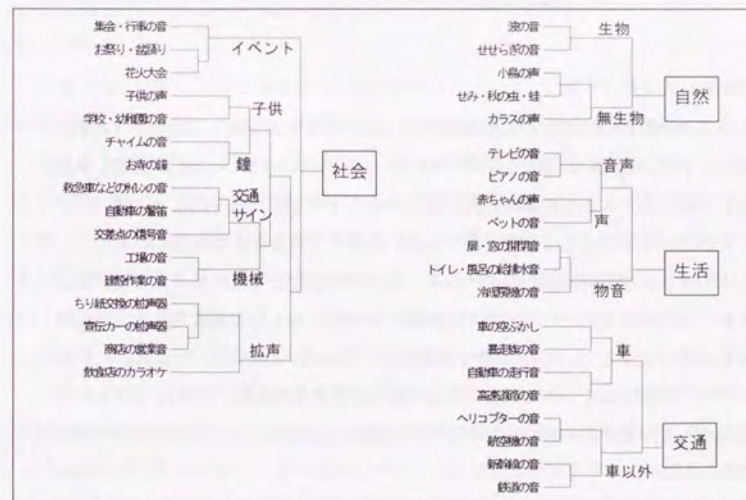 集会・行事の音
お祭り・盆踊り
花火大会
イベント
子供の声
学校・幼稚園の音
子供
チャイムの音
お寺の鐘
鐘
救急車などのサイレンの音
自動車の警笛
交差点の信号音
交通
サイン
工場の音
建設作業の音
機械
ちり紙交換の拡声器
宣伝カーの拡声器
商店の営業音
飲食店のカラオケ
拡声
社会
波の音
せせらぎの音
生物
小鳥の声
せみ・秋の虫・蛙
カラスの声
無生物
自然
テレビの音
ピアノの音
音声
赤ちゃんの声
ペットの音
声
扉・窓の開閉音
トイレ・風呂の給排水音
冷暖房機の音
物音
生活
車の空ぶかし
暴走族の音
自動車の走行音
高速道路の音
車
ヘリコプターの音
航空機の音
新幹線の音
鉄道の音
車以外
交通